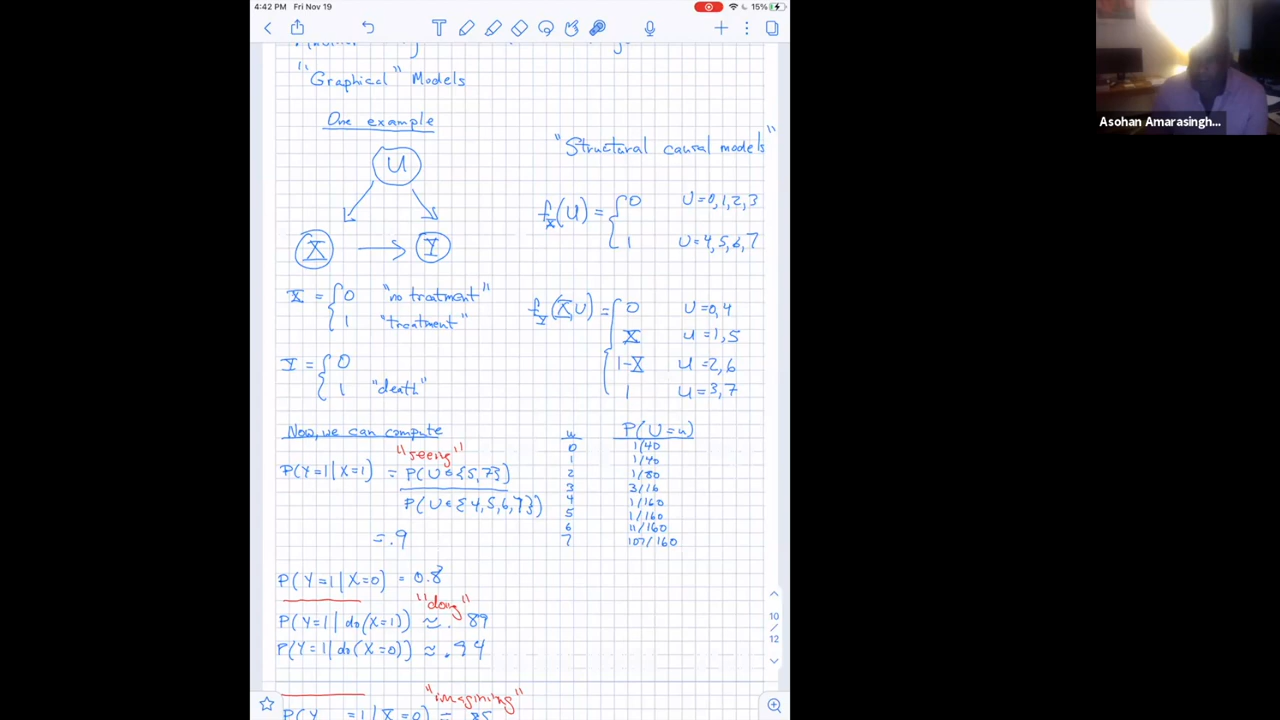 4:42 PM Fri Nov 19
15%
"Graphical" Models
One example
"Structural causal models"
U
X
Y
f_X(U) = { 0 U=0,1,2,3
1 U=4,5,6,7
X = { 0 "no treatment"
1 "treatment"
f_Y(X,U) = { 0 U=0,4
X U=1,5
1-X U=2,6
1 U=3,7
Y = { 0
1 "death"
Now, we can compute
"seeing"
P(Y=1|X=1) = P(U∈{5,7})
P(U∈{4,5,6,7})
= .9
u P(U=u)
0 1/40
1 1/40
2 1/80
3 3/16
4 1/160
5 1/160
6 11/160
7 107/160
P(Y=1|X=0) = 0.8
"doing"
P(Y=1|do(X=1)) ≈ .89
P(Y=1|do(X=0)) ≈ .94
"imagining"
10
/
12
Asohan Amarasingh...